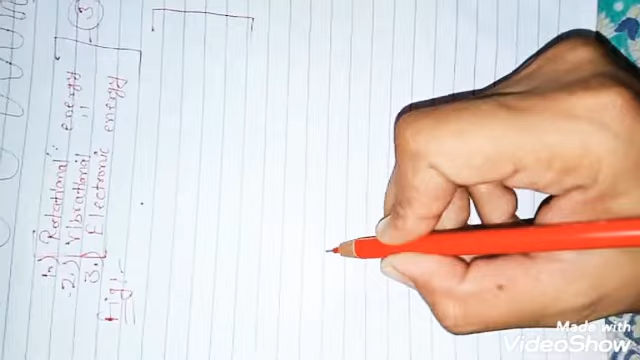 3
1.) Rotational energy
2.) Vibrational "
3.) Electronic energy
Fig:-
Made with
VideoShow